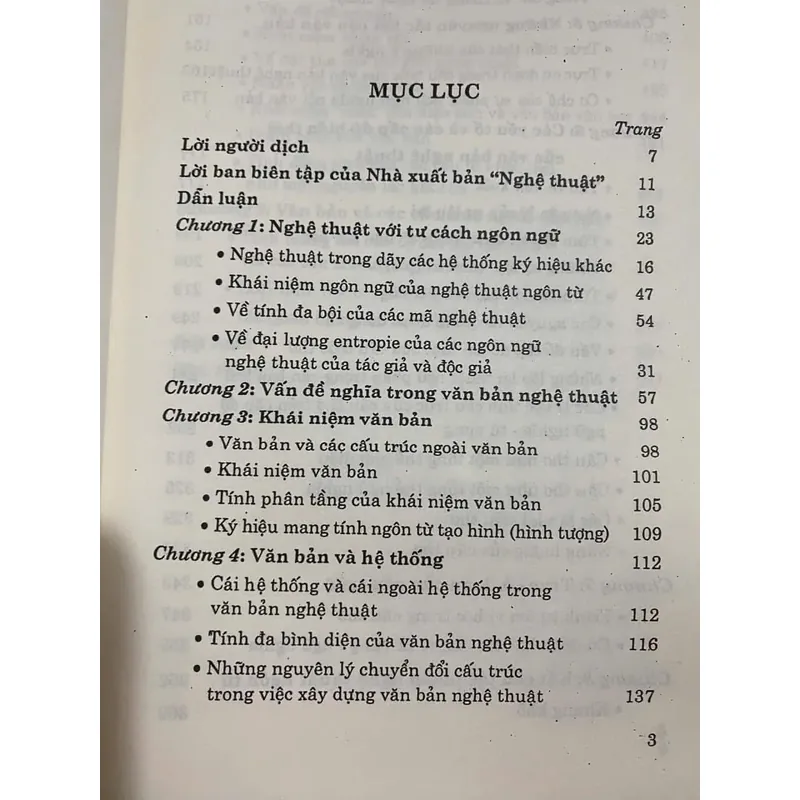 MỤC LỤC
Trang
Lời người dịch 7
Lời ban biên tập của Nhà xuất bản “Nghệ thuật” 11
Dẫn luận 13
Chương 1: Nghệ thuật với tư cách ngôn ngữ 23
• Nghệ thuật trong dãy các hệ thống ký hiệu khác 16
• Khái niệm ngôn ngữ của nghệ thuật ngôn từ 47
• Về tính đa bội của các mã nghệ thuật 54
• Về đại lượng entropie của các ngôn ngữ
nghệ thuật của tác giả và độc giả 31
Chương 2: Vấn đề nghĩa trong văn bản nghệ thuật 57
Chương 3: Khái niệm văn bản 98
• Văn bản và các cấu trúc ngoài văn bản 98
• Khái niệm văn bản 101
• Tính phân tầng của khái niệm văn bản 105
• Ký hiệu mang tính ngôn từ tạo hình (hình tượng) 109
Chương 4: Văn bản và hệ thống 112
• Cái hệ thống và cái ngoài hệ thống trong
văn bản nghệ thuật 112
• Tính đa bình diện của văn bản nghệ thuật 116
• Những nguyên lý chuyển đổi cấu trúc
trong việc xây dựng văn bản nghệ thuật 137
3